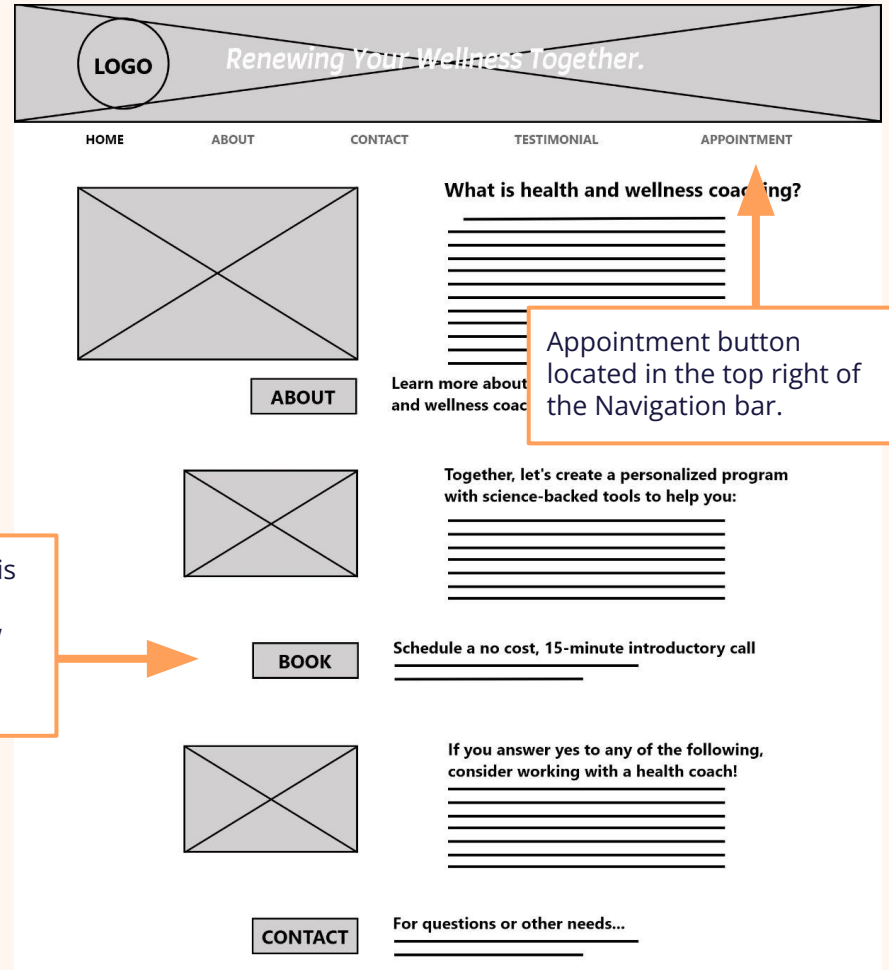 LOGO
Renewing Your Wellness Together.
HOME ABOUT CONTACT TESTIMONIAL APPOINTMENT
What is health and wellness coaching?
Appointment button
located in the top right of
the Navigation bar.
ABOUT
Learn more about
and wellness coac
Together, let's create a personalized program
with science-backed tools to help you:
is
BOOK
Schedule a no cost, 15-minute introductory call
If you answer yes to any of the following,
consider working with a health coach!
CONTACT
For questions or other needs...